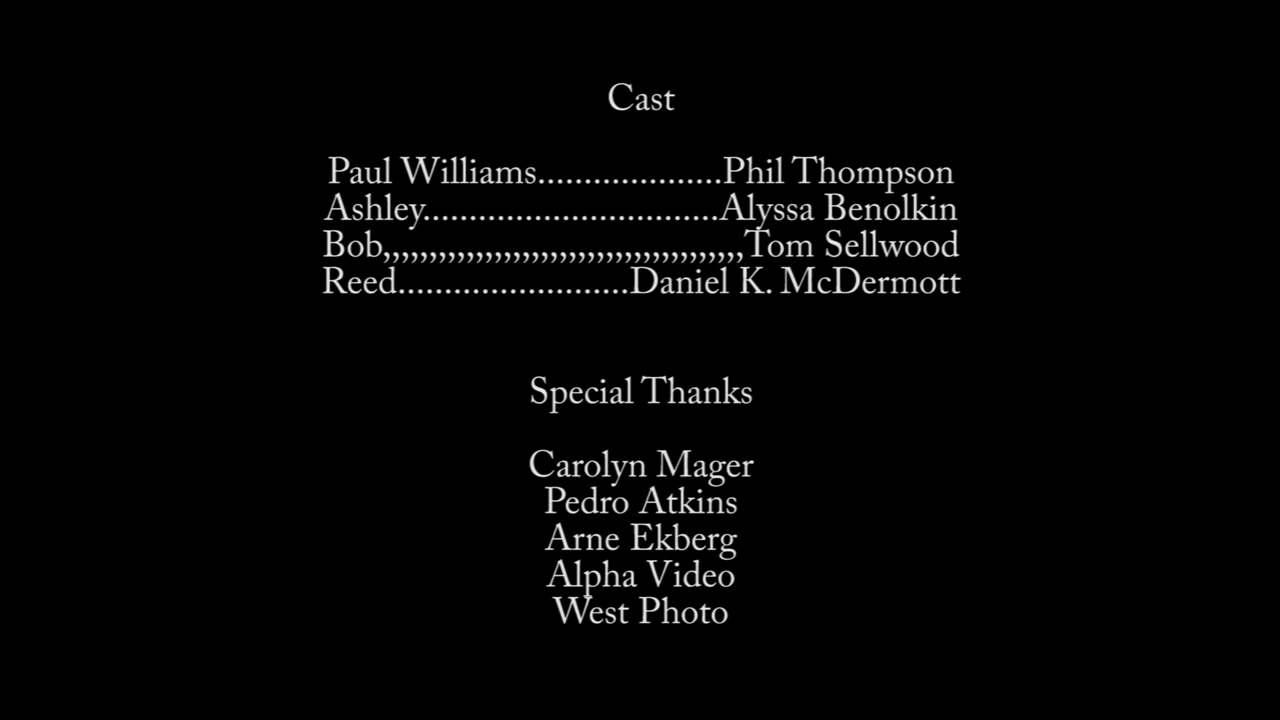 Cast
Paul Williams....................Phil Thompson
Ashley................................Alyssa Benolkin
Bob,,,,,,,,,,,,,,,,,,,,,,,,,,,,,,,,,,,,,,,Tom Sellwood
Reed.........................Daniel K. McDermott
Special Thanks
Carolyn Mager
Pedro Atkins
Arne Ekberg
Alpha Video
West Photo